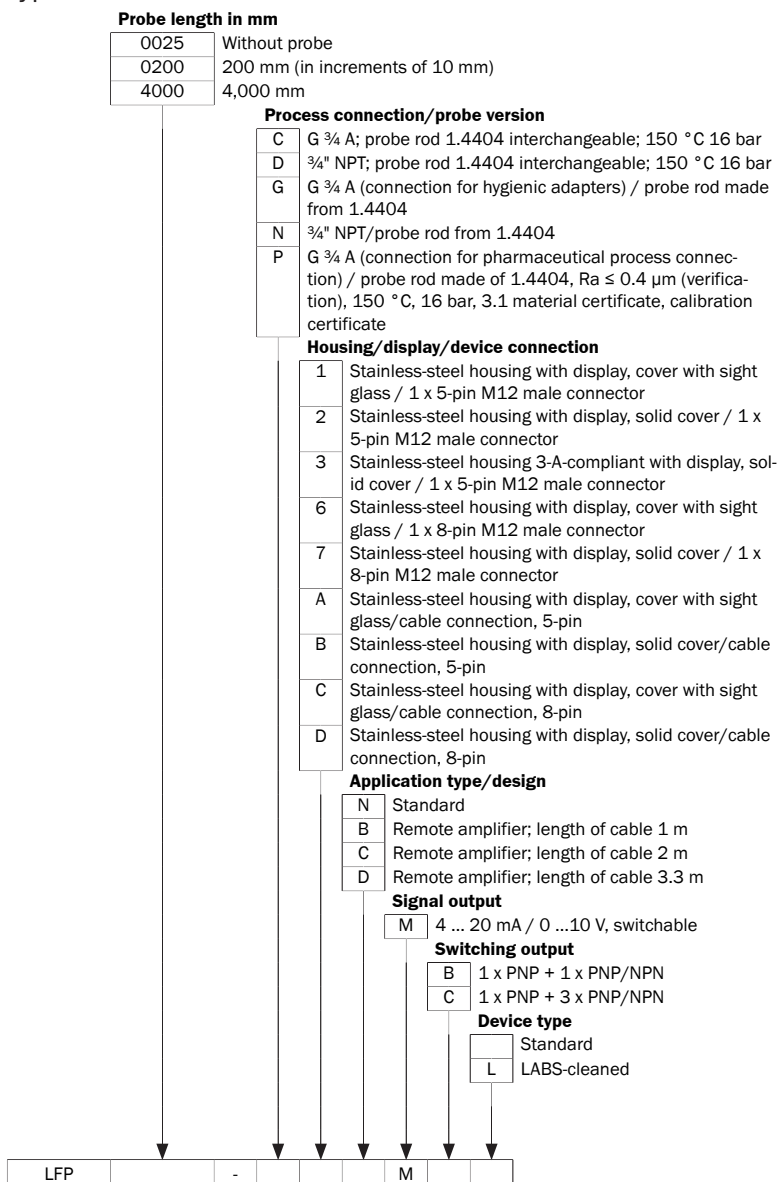 Probe length in mm
0025 Without probe
0200 200 mm (in increments of 10 mm)
4000 4,000 mm
Process connection/probe version
C G ¾ A; probe rod 1.4404 interchangeable; 150 °C 16 bar
D ¾" NPT; probe rod 1.4404 interchangeable; 150 °C 16 bar
G G ¾ A (connection for hygienic adapters) / probe rod made
from 1.4404
N ¾" NPT/probe rod from 1.4404
P G ¾ A (connection for pharmaceutical process connec-
tion) / probe rod made of 1.4404, Ra ≤ 0.4 μm (verifica-
tion), 150 °C, 16 bar, 3.1 material certificate, calibration
certificate
Housing/display/device connection
1 Stainless-steel housing with display, cover with sight
glass / 1 x 5-pin M12 male connector
2 Stainless-steel housing with display, solid cover / 1 x
5-pin M12 male connector
3 Stainless-steel housing 3-A-compliant with display, sol-
id cover / 1 x 5-pin M12 male connector
6 Stainless-steel housing with display, cover with sight
glass / 1 x 8-pin M12 male connector
7 Stainless-steel housing with display, solid cover / 1 x
8-pin M12 male connector
A Stainless-steel housing with display, cover with sight
glass/cable connection, 5-pin
B Stainless-steel housing with display, solid cover/cable
connection, 5-pin
C Stainless-steel housing with display, cover with sight
glass/cable connection, 8-pin
D Stainless-steel housing with display, solid cover/cable
connection, 8-pin
Application type/design
N Standard
B Remote amplifier; length of cable 1 m
C Remote amplifier; length of cable 2 m
D Remote amplifier; length of cable 3.3 m
Signal output
M 4 ... 20 mA / 0 ...10 V, switchable
Switching output
B 1 x PNP + 1 x PNP/NPN
C 1 x PNP + 3 x PNP/NPN
Device type
Standard
L LABS-cleaned
LFP - M